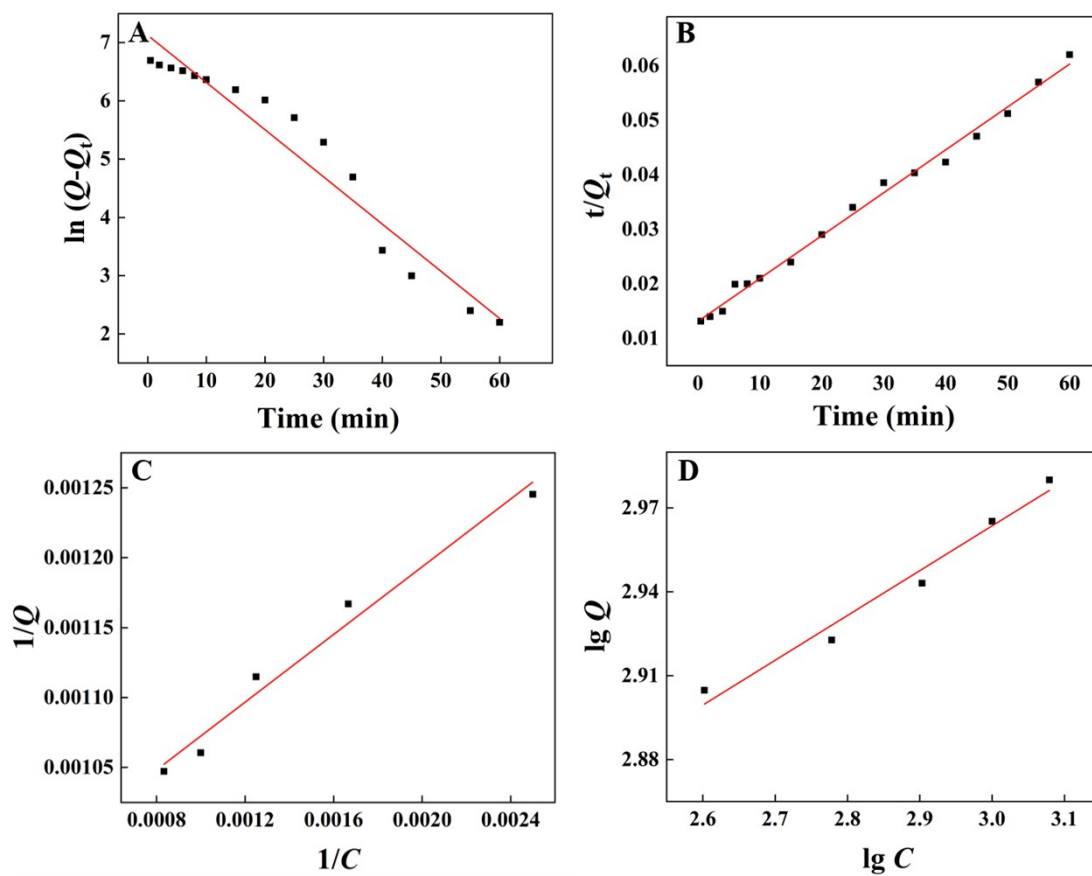 A
7
6
5
4
3
2
ln (Q-Qt)
0 10 20 30 40 50 60
Time (min)
B
0.06
0.05
0.04
0.03
0.02
0.01
t/Qt
0 10 20 30 40 50 60
Time (min)
C
0.00125
0.00120
0.00115
0.00110
0.00105
1/Q
0.0008 0.0012 0.0016 0.0020 0.0024
1/C
D
2.97
2.94
2.91
2.88
lg Q
2.6 2.7 2.8 2.9 3.0 3.1
lg C